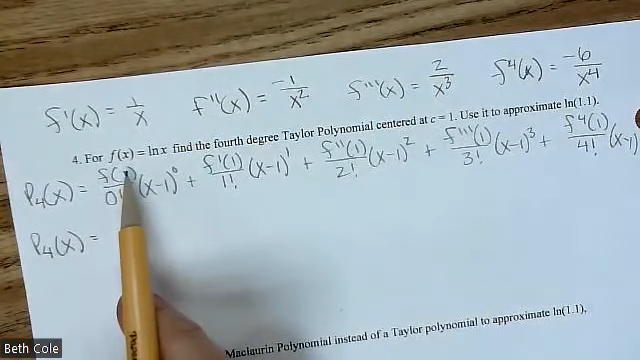 f'(x) = 1/x f''(x) = -1/x² f'''(x) = 2/x³ f⁴(x) = -6/x⁴
4. For f(x) = ln x find the fourth degree Taylor Polynomial centered at c = 1. Use it to approximate ln(1.1).
P₄(x) = f(1)/0! (x-1)⁰ + f'(1)/1! (x-1)¹ + f''(1)/2! (x-1)² + f'''(1)/3! (x-1)³ + f⁴(1)/4! (x-1)
P₄(x) =
Maclaurin Polynomial instead of a Taylor polynomial to approximate ln(1.1),
Beth Cole